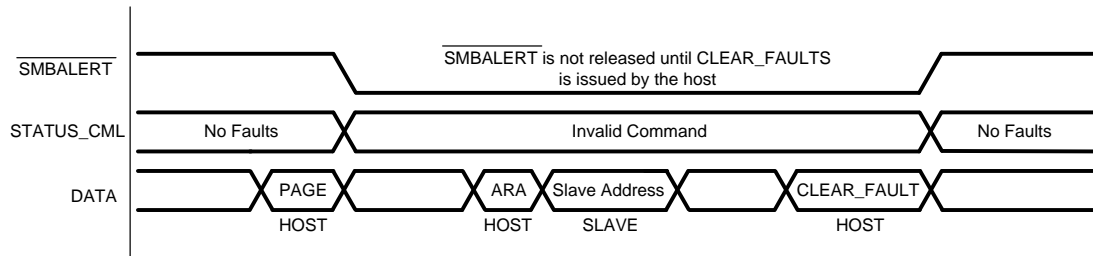 SMBALERT
SMBALERT is not released until CLEAR_FAULTS
is issued by the host
STATUS_CML
No Faults
Invalid Command
No Faults
DATA
PAGE
ARA
Slave Address
CLEAR_FAULT
HOST
HOST
SLAVE
HOST